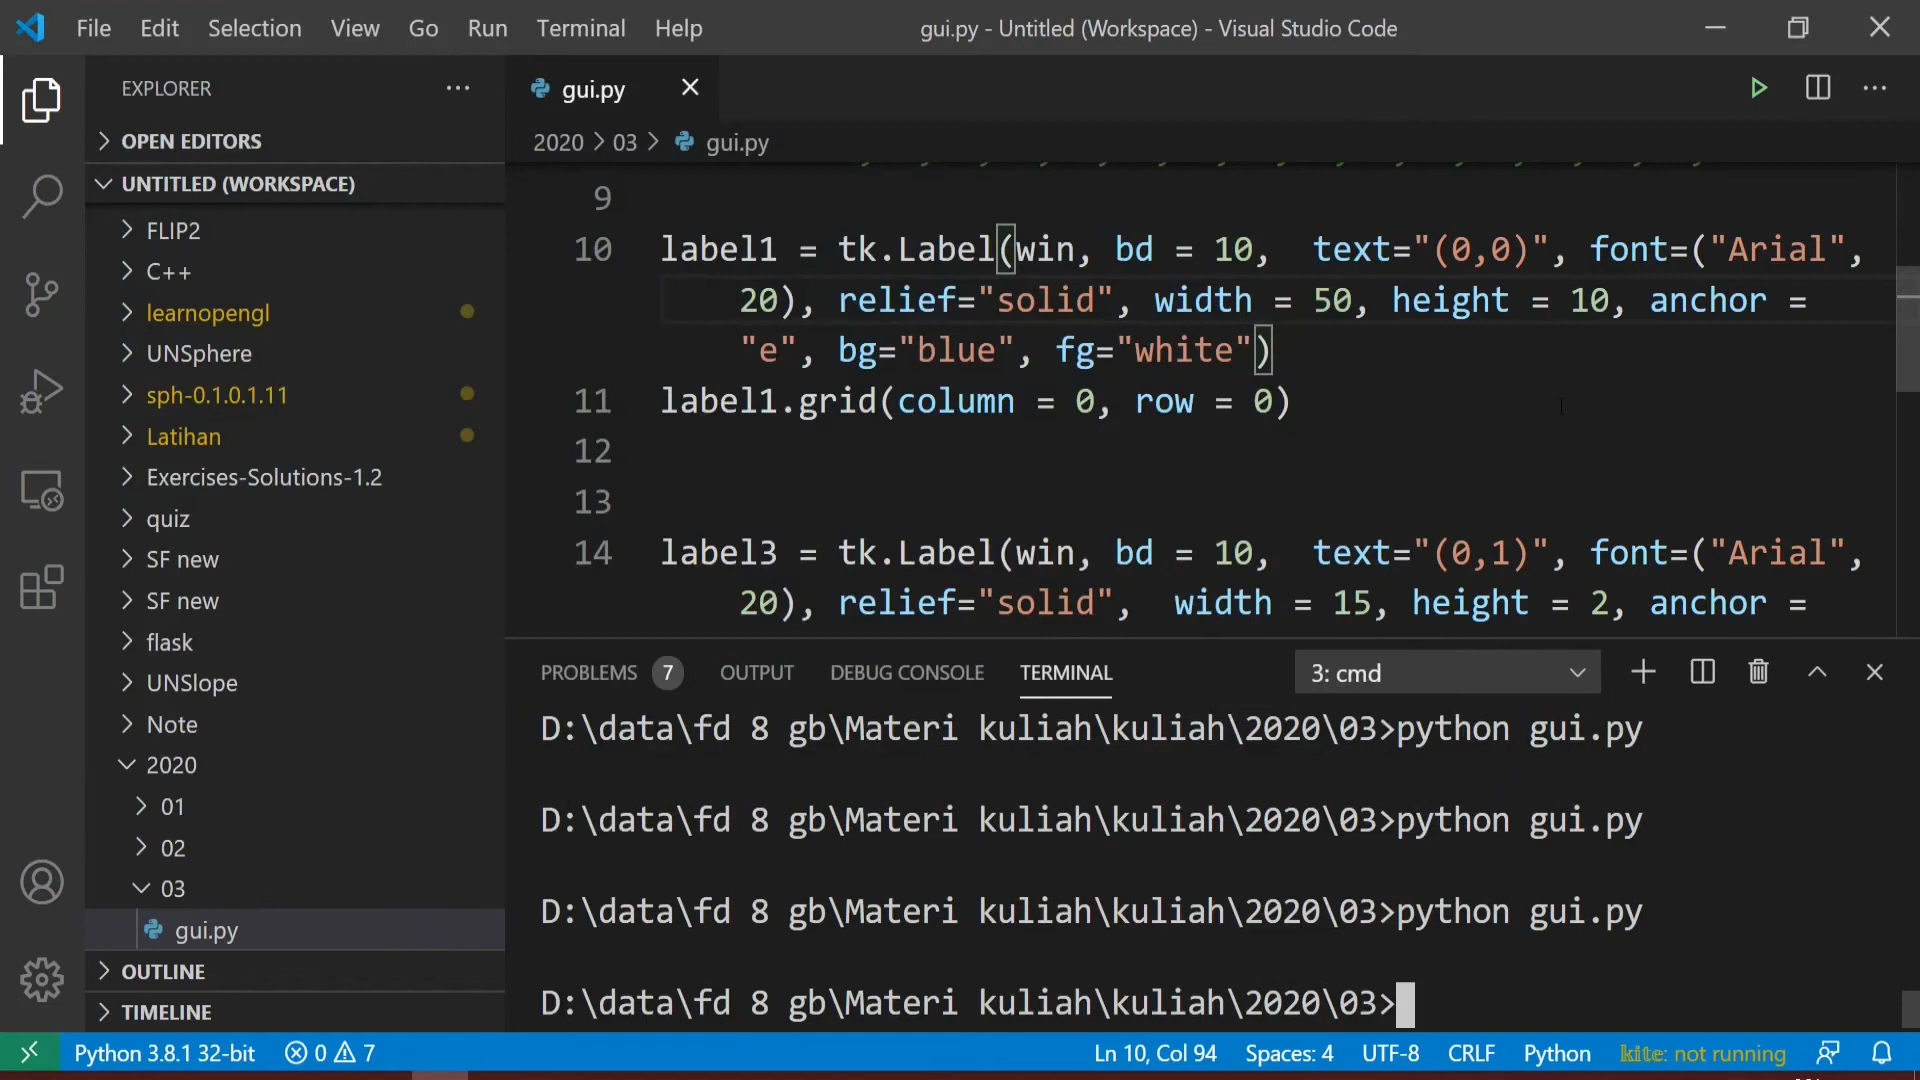 File Edit Selection View Go Run Terminal Help
gui.py - Untitled (Workspace) - Visual Studio Code
EXPLORER
OPEN EDITORS
UNTITLED (WORKSPACE)
FLIP2
C++
learnopengl
UNSphere
sph-0.1.0.1.11
Latihan
Exercises-Solutions-1.2
quiz
SF new
SF new
flask
UNSlope
Note
2020
01
02
03
gui.py
OUTLINE
TIMELINE
gui.py
2020 > 03 > gui.py
9
10 label1 = tk.Label(win, bd = 10,  text="(0,0)", font=("Arial",
20), relief="solid", width = 50, height = 10, anchor =
"e", bg="blue", fg="white")
11 label1.grid(column = 0, row = 0)
12
13
14 label3 = tk.Label(win, bd = 10,  text="(0,1)", font=("Arial",
20), relief="solid",  width = 15, height = 2, anchor =
PROBLEMS 7 OUTPUT DEBUG CONSOLE TERMINAL 3: cmd
D:\data\fd 8 gb\Materi kuliah\kuliah\2020\03>python gui.py
D:\data\fd 8 gb\Materi kuliah\kuliah\2020\03>python gui.py
D:\data\fd 8 gb\Materi kuliah\kuliah\2020\03>python gui.py
D:\data\fd 8 gb\Materi kuliah\kuliah\2020\03>
Python 3.8.1 32-bit 0 7 Ln 10, Col 94 Spaces: 4 UTF-8 CRLF Python kite: not running